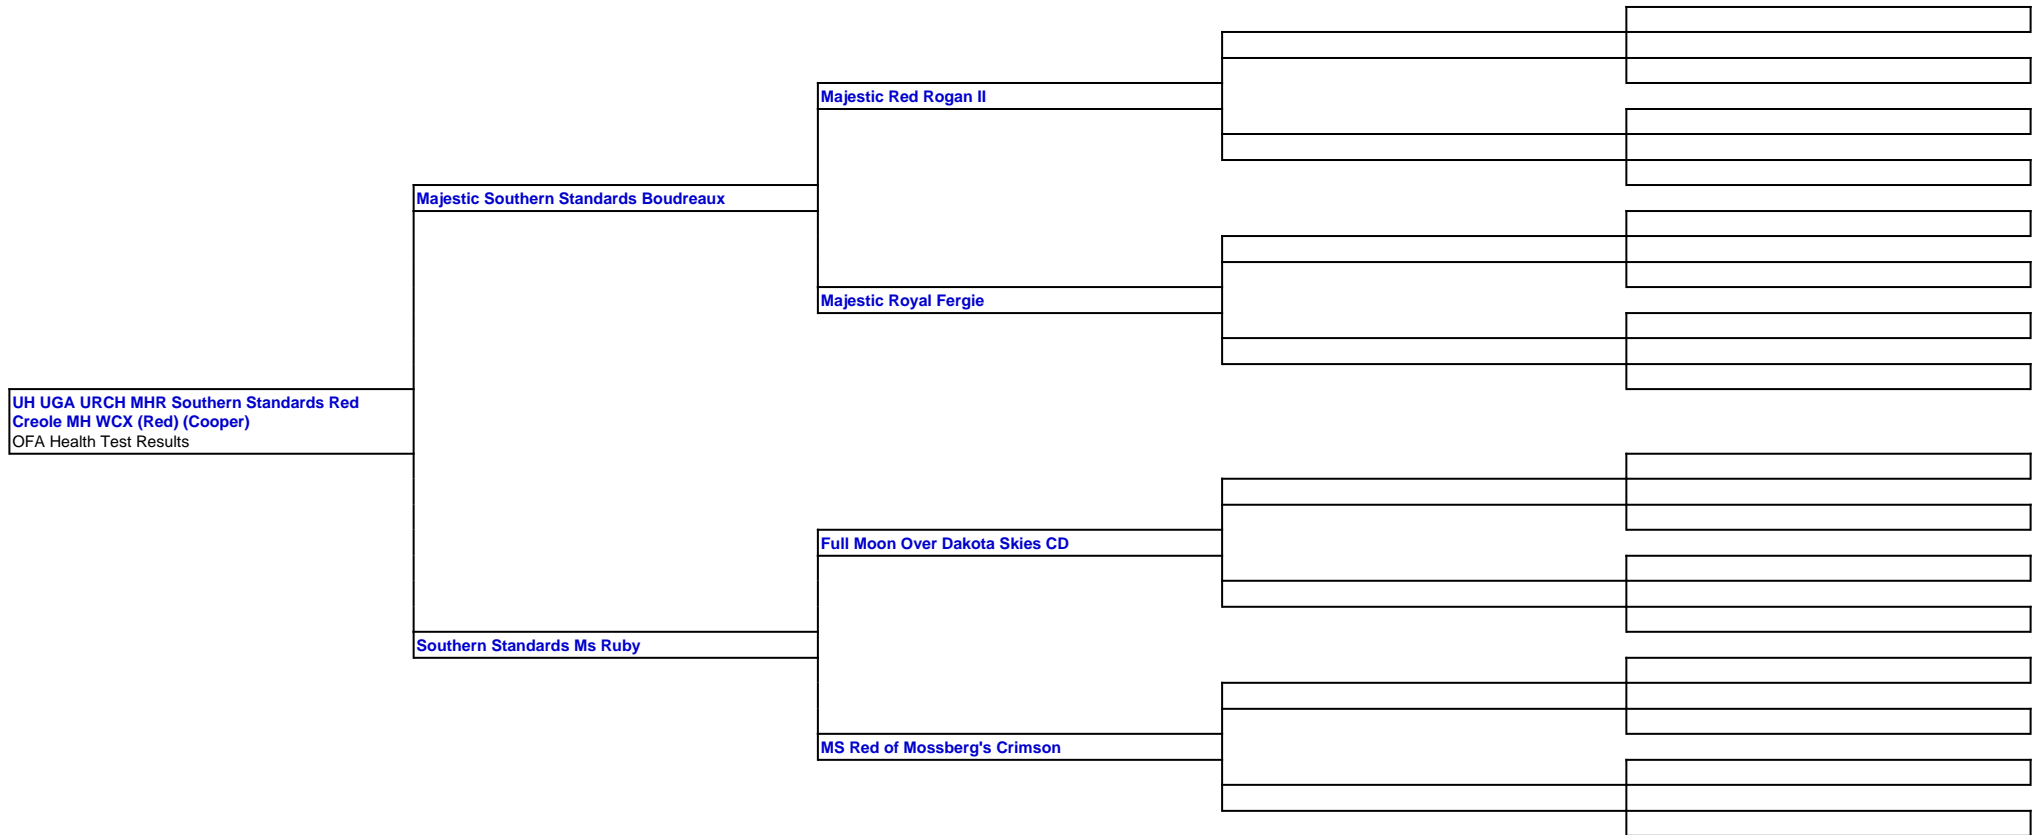 Majestic Red Rogan II
Majestic Southern Standards Boudreaux
Majestic Royal Fergie
UH UGA URCH MHR Southern Standards Red
Creole MH WCX (Red) (Cooper)
OFA Health Test Results
Full Moon Over Dakota Skies CD
Southern Standards Ms Ruby
MS Red of Mossberg's Crimson